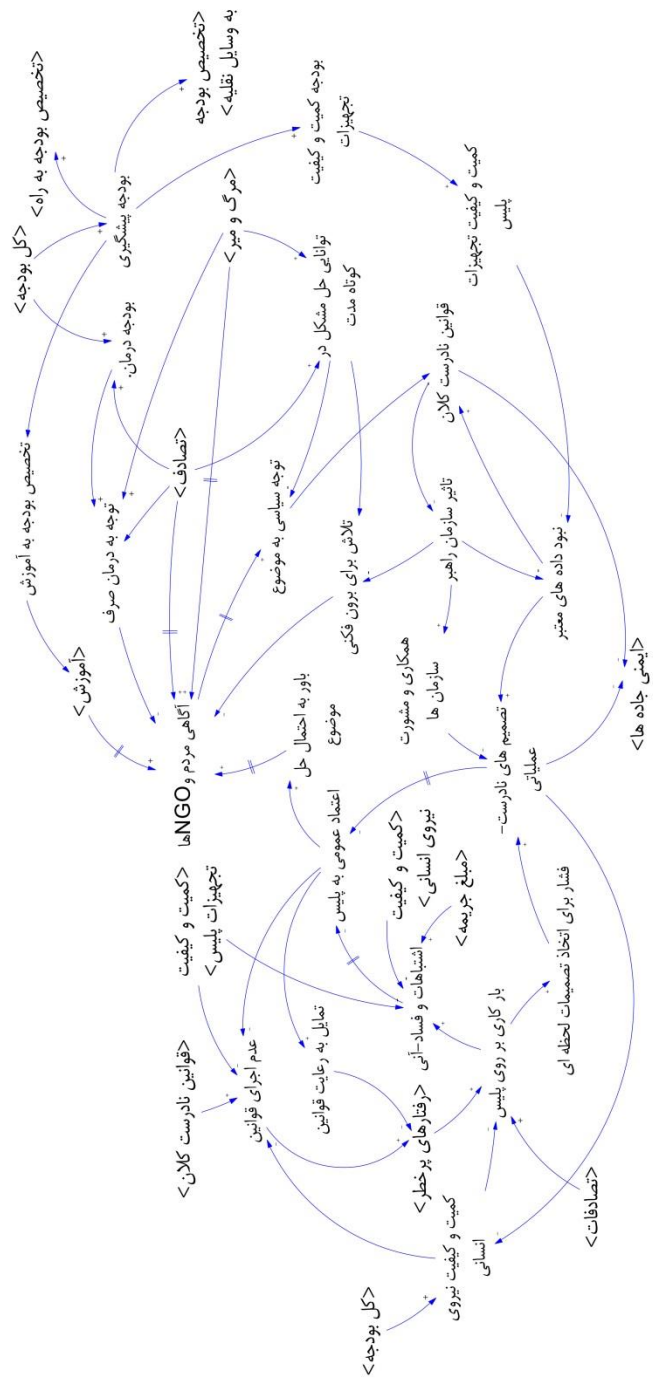 <تخصیص بودجه به راه>
<تخصیص بودجه
به وسایل نقلیه>
<کل بودجه>
بودجه پیشگیری
بودجه کمیت و کیفیت
تجهیزات
بودجه درمان.
<مرگ و میر>
کمیت و کیفیت تجهیزات
پلیس
تخصیص بودجه به آموزش
توجه به درمان صرف
<تصادف>
توانایی حل مشکل در
کوتاه مدت
قوانین نادرست کلان
<آموزش>
توجه سیاسی به
موضوع
تلاش برای برون فکنی
تاثیر سازمان راهبر
نبود داده های معتبر
آگاهی مردم و NGOها
باور به احتمال حل
موضوع
همکاری و مشورت
سازمان ها
<ایمنی جاده ها>
تصمیم های نادرست-
عملیاتی
<کمیت و کیفیت
تجهیزات پلیس>
اعتماد عمومی به پلیس
<کمیت و کیفیت
نیروی انسانی>
<مبلغ جریمه>
اشتباهات و فساد-آنی
فشار برای اتخاذ تصمیمات لحظه ای
<قوانین نادرست کلان>
عدم اجرای قوانین
تمایل به رعایت قوانین
<رفتارهای پرخطر>
بار کاری بر روی پلیس
<تصادفات>
کمیت و کیفیت نیروی
انسانی
<کل بودجه>